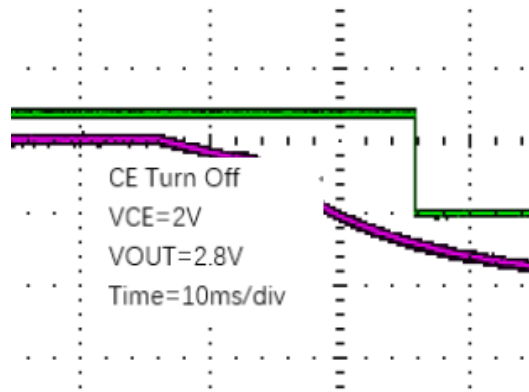 CE Turn Off
VCE=2V
VOUT=2.8V
Time=10ms/div